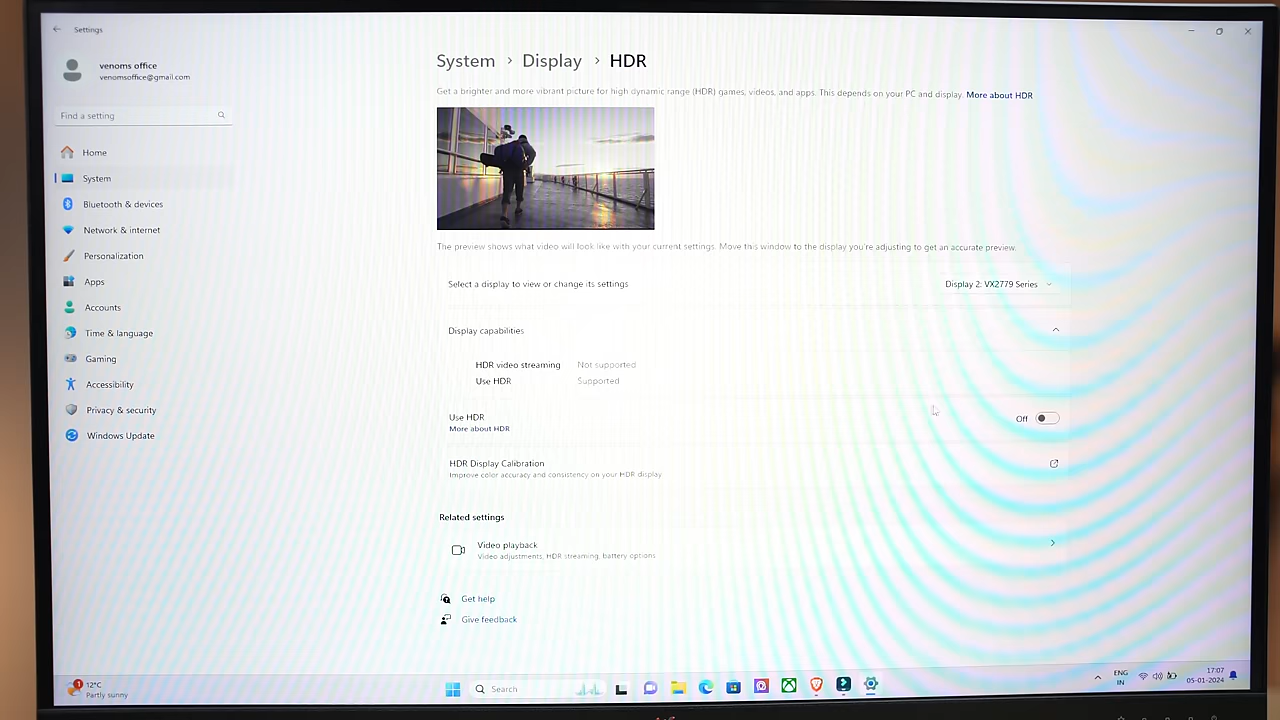 Settings
venoms office
venomsoffice@gmail.com
Find a setting
Home
System
Bluetooth & devices
Network & internet
Personalization
Apps
Accounts
Time & language
Gaming
Accessibility
Privacy & security
Windows Update
System › Display › HDR
Get a brighter and more vibrant picture for high dynamic range (HDR) games, videos, and apps. This depends on your PC and display. More about HDR
The preview shows what video will look like with your current settings. Move this window to the display you're adjusting to get an accurate preview.
Select a display to view or change its settings
Display 2: VX2779 Series
Display capabilities
HDR video streaming Not supported
Use HDR Supported
Use HDR
More about HDR
Off
HDR Display Calibration
Improve color accuracy and consistency on your HDR display
Related settings
Video playback
Video adjustments, HDR streaming, battery options
Get help
Give feedback
1
12°C
Partly sunny
Search
ENG
IN
17:07
05-01-2024